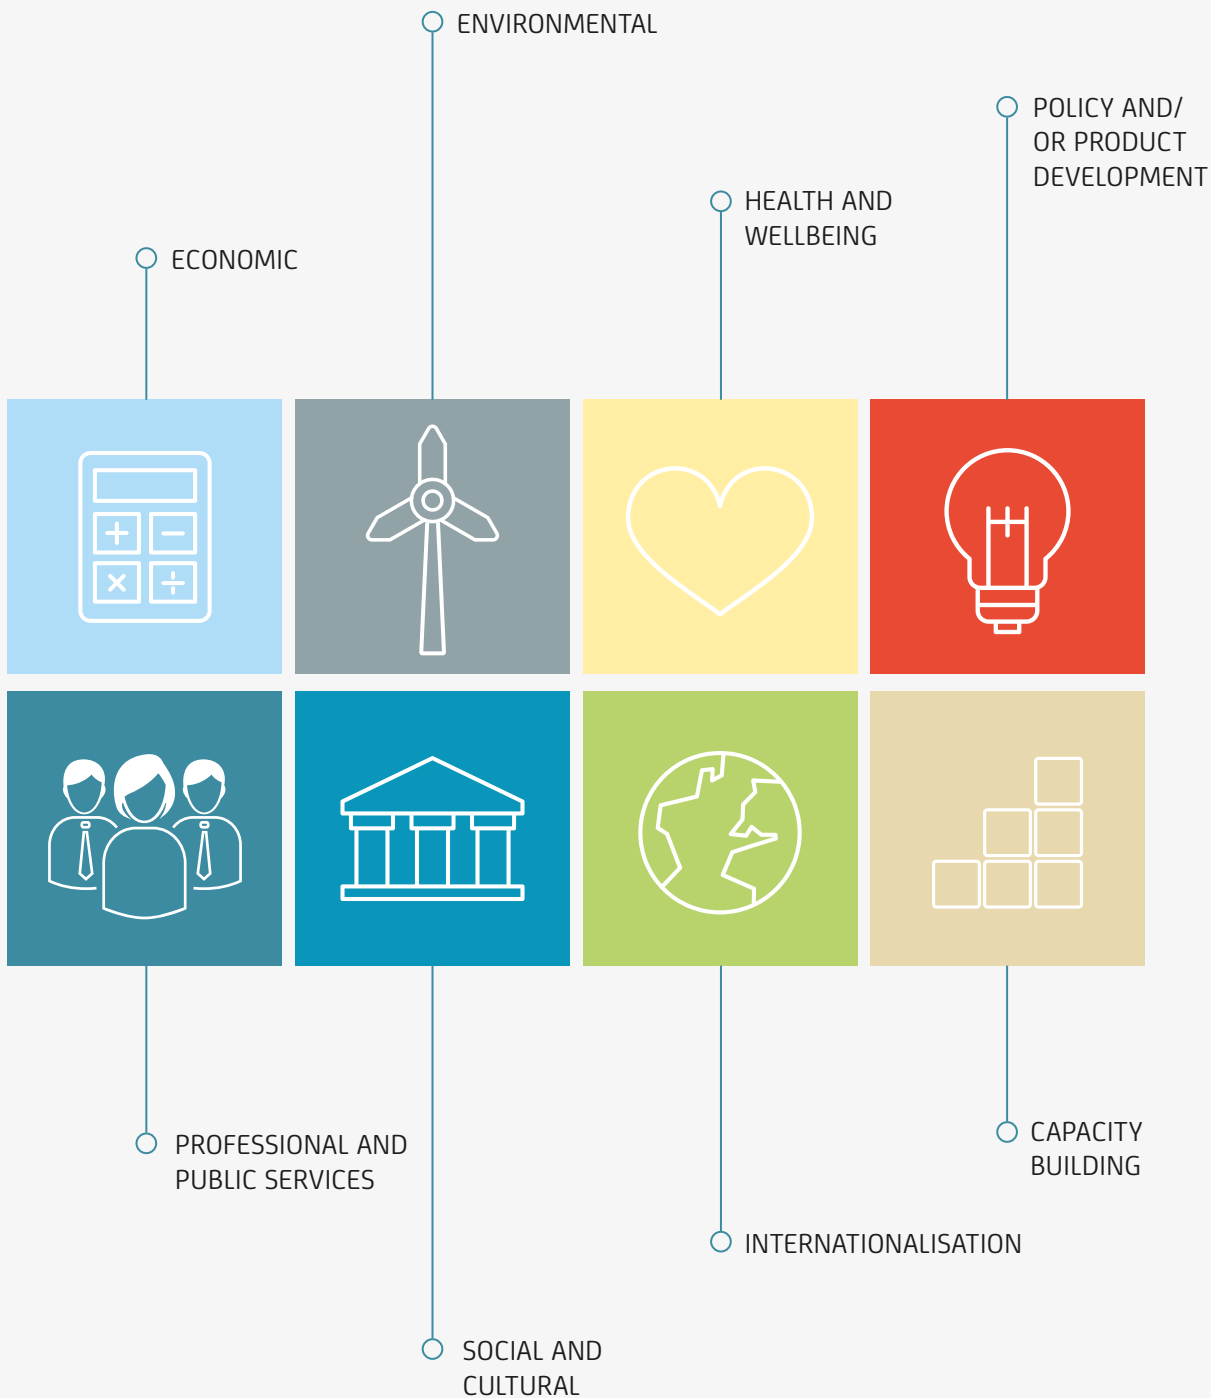 ENVIRONMENTAL
POLICY AND/
OR PRODUCT
DEVELOPMENT
HEALTH AND
WELLBEING
ECONOMIC
PROFESSIONAL AND
PUBLIC SERVICES
CAPACITY
BUILDING
INTERNATIONALISATION
SOCIAL AND
CULTURAL